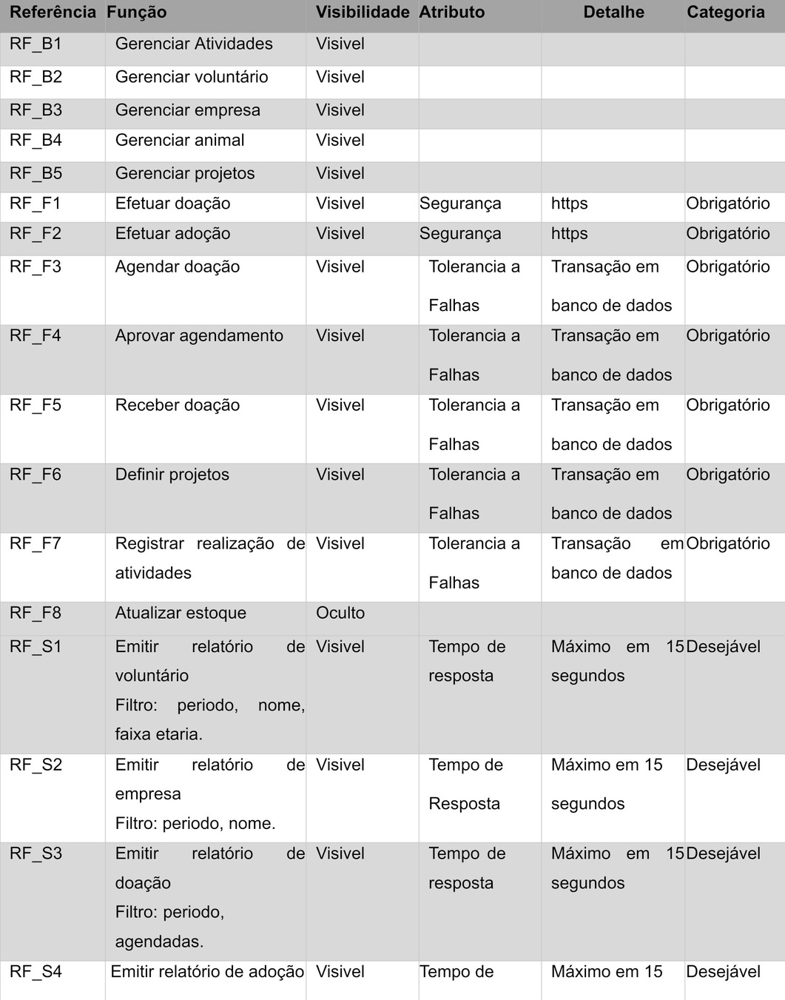 Referência Função Visibilidade Atributo Detalhe Categoria
RF_B1 Gerenciar Atividades Visivel
RF_B2 Gerenciar voluntário Visivel
RF_B3 Gerenciar empresa Visivel
RF_B4 Gerenciar animal Visivel
RF_B5 Gerenciar projetos Visivel
RF_F1 Efetuar doação Visivel Segurança https Obrigatório
RF_F2 Efetuar adoção Visivel Segurança https Obrigatório
RF_F3 Agendar doação Visivel Tolerancia a Transação em Obrigatório
Falhas banco de dados
RF_F4 Aprovar agendamento Visivel Tolerancia a Transação em Obrigatório
Falhas banco de dados
RF_F5 Receber doação Visivel Tolerancia a Transação em Obrigatório
Falhas banco de dados
RF_F6 Definir projetos Visivel Tolerancia a Transação em Obrigatório
Falhas banco de dados
RF_F7 Registrar realização de Visivel Tolerancia a Transação em Obrigatório
atividades Falhas banco de dados
RF_F8 Atualizar estoque Oculto
RF_S1 Emitir relatório de Visivel Tempo de Máximo em 15 Desejável
voluntário resposta segundos
Filtro: periodo, nome,
faixa etaria.
RF_S2 Emitir relatório de Visivel Tempo de Máximo em 15 Desejável
empresa Resposta segundos
Filtro: periodo, nome.
RF_S3 Emitir relatório de Visivel Tempo de Máximo em 15 Desejável
doação resposta segundos
Filtro: periodo,
agendadas.
RF_S4 Emitir relatório de adoção Visivel Tempo de Máximo em 15 Desejável